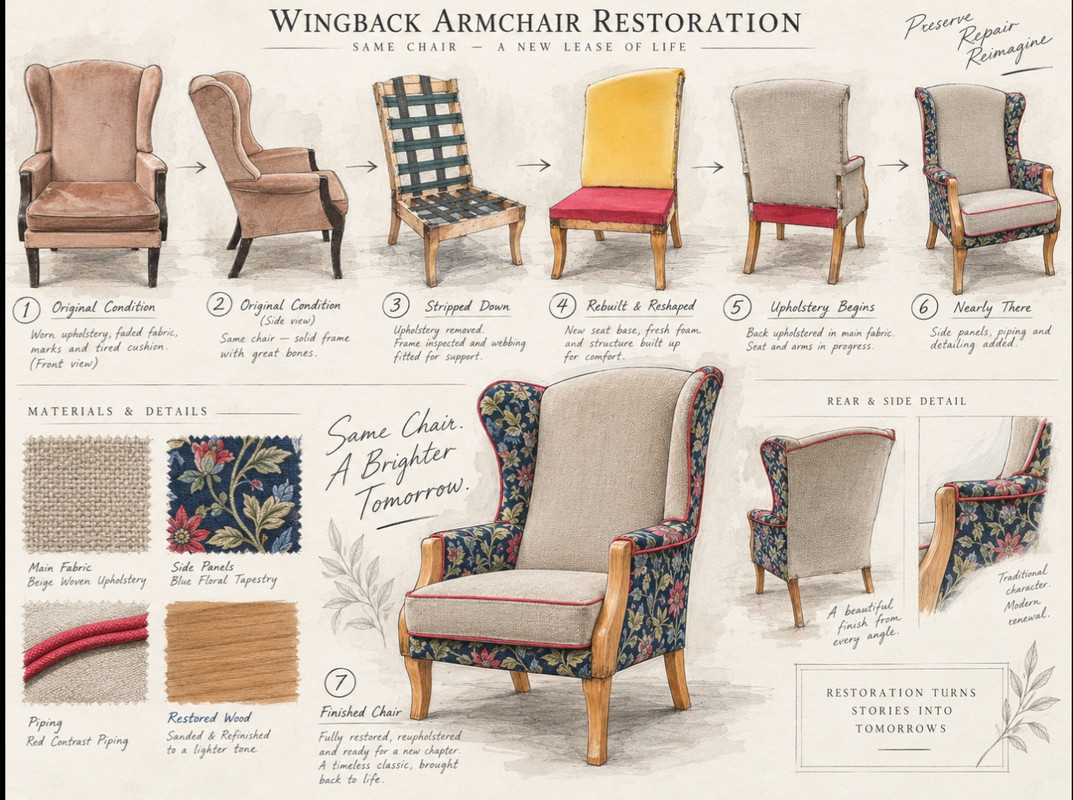 WINGBACK ARMCHAIR RESTORATION
SAME CHAIR — A NEW LEASE OF LIFE
Preserve
Repair
Reimagine
1 Original Condition
Worn upholstery, faded fabric,
marks and tired cushion.
(Front view)
2 Original Condition
(Side view)
Same chair — solid frame
with great bones.
3 Stripped Down
Upholstery removed.
Frame inspected and webbing
fitted for support.
4 Rebuilt & Reshaped
New seat base, fresh foam
and structure built up
for comfort.
5 Upholstery Begins
Back upholstered in main fabric.
Seat and arms in progress.
6 Nearly There
Side panels, piping and
detailing added.
MATERIALS & DETAILS
Main Fabric
Beige Woven Upholstery
Side Panels
Blue Floral Tapestry
Piping
Red Contrast Piping
Restored Wood
Sanded & Refinished
to a lighter tone
Same Chair.
A Brighter
Tomorrow.
7
Finished Chair
Fully restored, reupholstered
and ready for a new chapter.
A timeless classic, brought
back to life.
REAR & SIDE DETAIL
A beautiful
finish from
every angle.
Traditional
character.
Modern
renewal.
RESTORATION TURNS
STORIES INTO
TOMORROWS